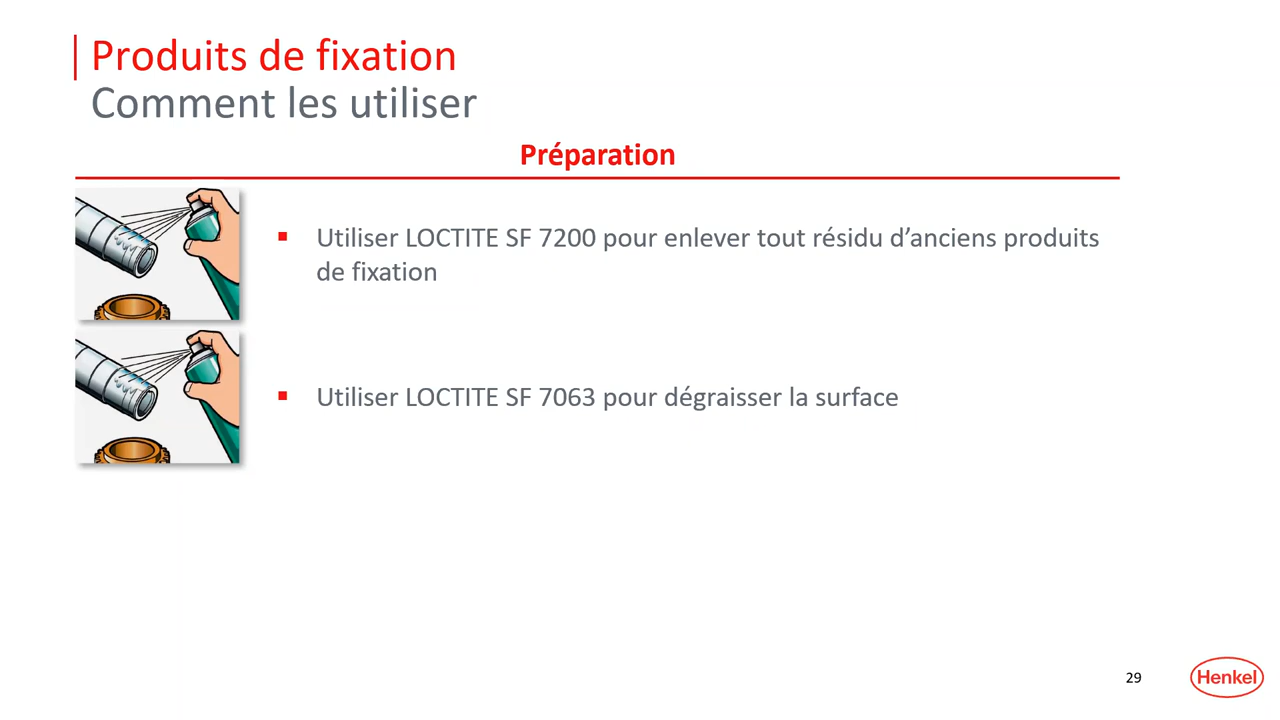 Produits de fixation
Comment les utiliser
Préparation
▪ Utiliser LOCTITE SF 7200 pour enlever tout résidu d’anciens produits
de fixation
▪ Utiliser LOCTITE SF 7063 pour dégraisser la surface
29
Henkel